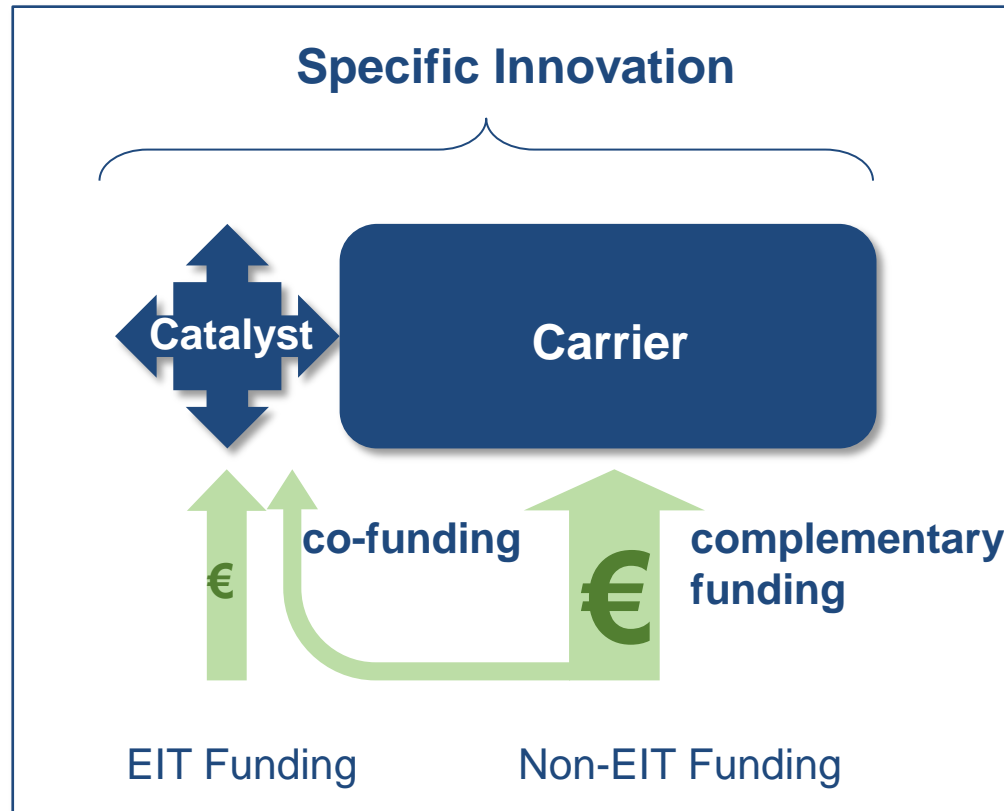 Specific Innovation
Catalyst
Carrier
co-funding
complementary
funding
€
€
EIT Funding
Non-EIT Funding